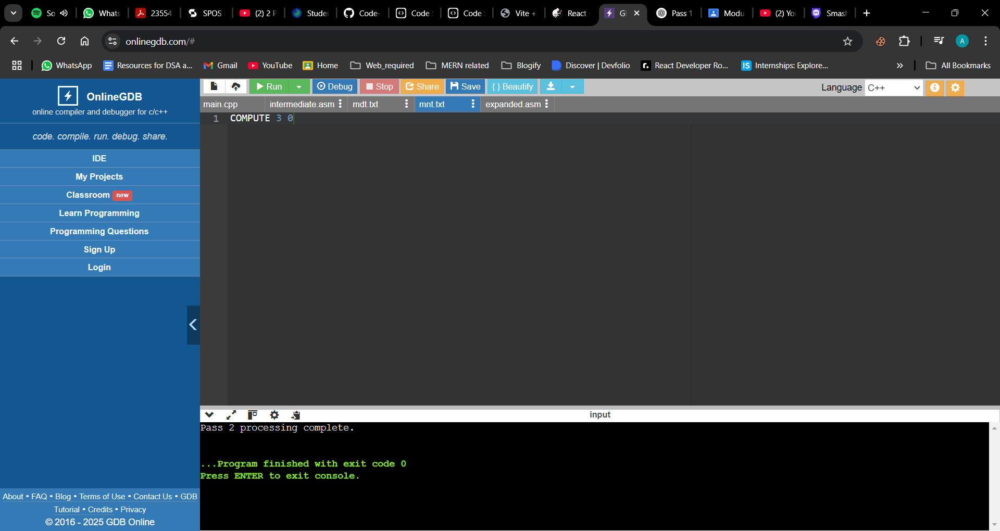 So
Whats
23554
SPOS
(2) 2 P
Stude
Code-
Code
Code
Vite +
React
Gl
Pass 1
Modu
(2) Yo
Smash
onlinegdb.com/#
A
WhatsApp
Resources for DSA a...
Gmail
YouTube
Home
Web_required
MERN related
Blogify
Discover | Devfolio
r.
React Developer Ro...
IS
Internships: Explore...
All Bookmarks
OnlineGDB
online compiler and debugger for c/c++
code. compile. run. debug. share.
IDE
My Projects
Classroom new
Learn Programming
Programming Questions
Sign Up
Login
About • FAQ • Blog • Terms of Use • Contact Us • GDB
Tutorial • Credits • Privacy
© 2016 - 2025 GDB Online
Run
Debug
Stop
Share
Save
{ } Beautify
Language C++
main.cpp
intermediate.asm
mdt.txt
mnt.txt
expanded.asm
1 COMPUTE 3 0
input
Pass 2 processing complete.
...Program finished with exit code 0
Press ENTER to exit console.